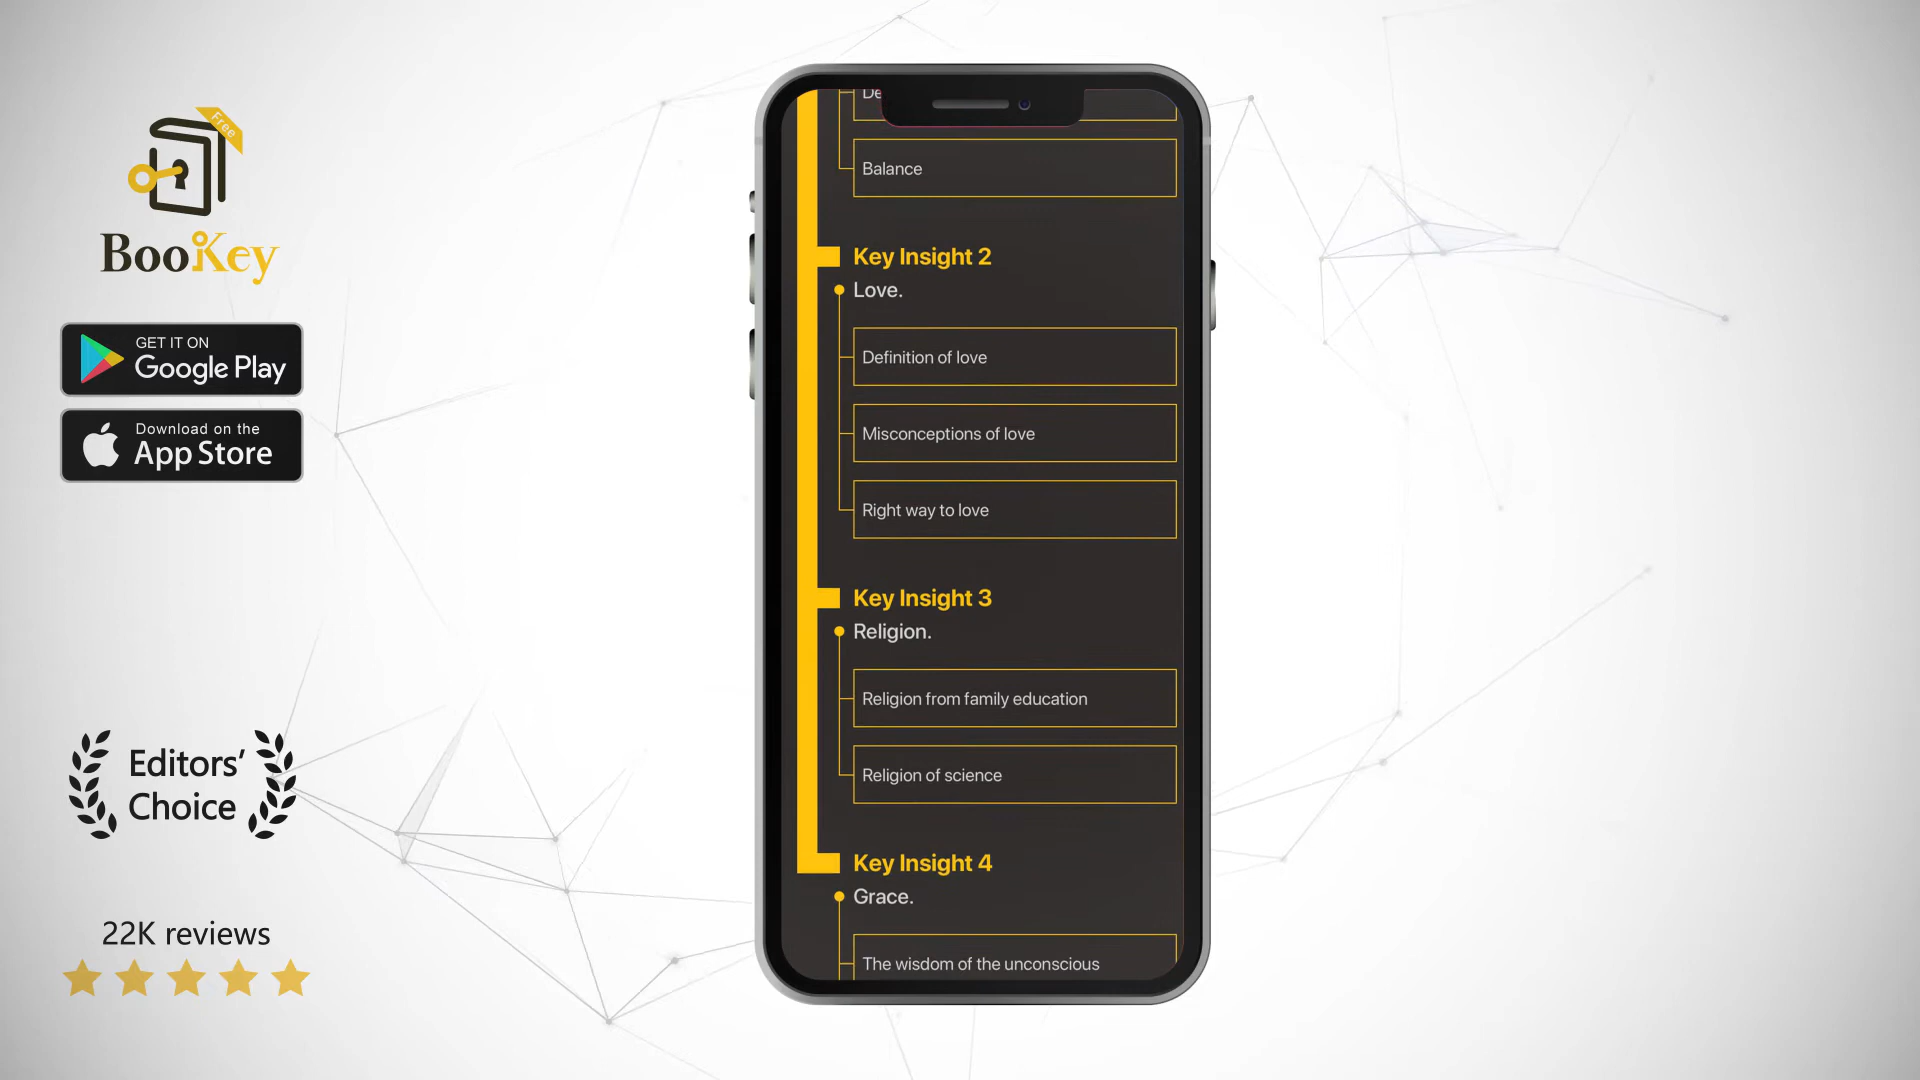 Free
BooKey
GET IT ON
Google Play
Download on the
App Store
Editors’
Choice
22K reviews
Balance
Key Insight 2
Love.
Definition of love
Misconceptions of love
Right way to love
Key Insight 3
Religion.
Religion from family education
Religion of science
Key Insight 4
Grace.
The wisdom of the unconscious